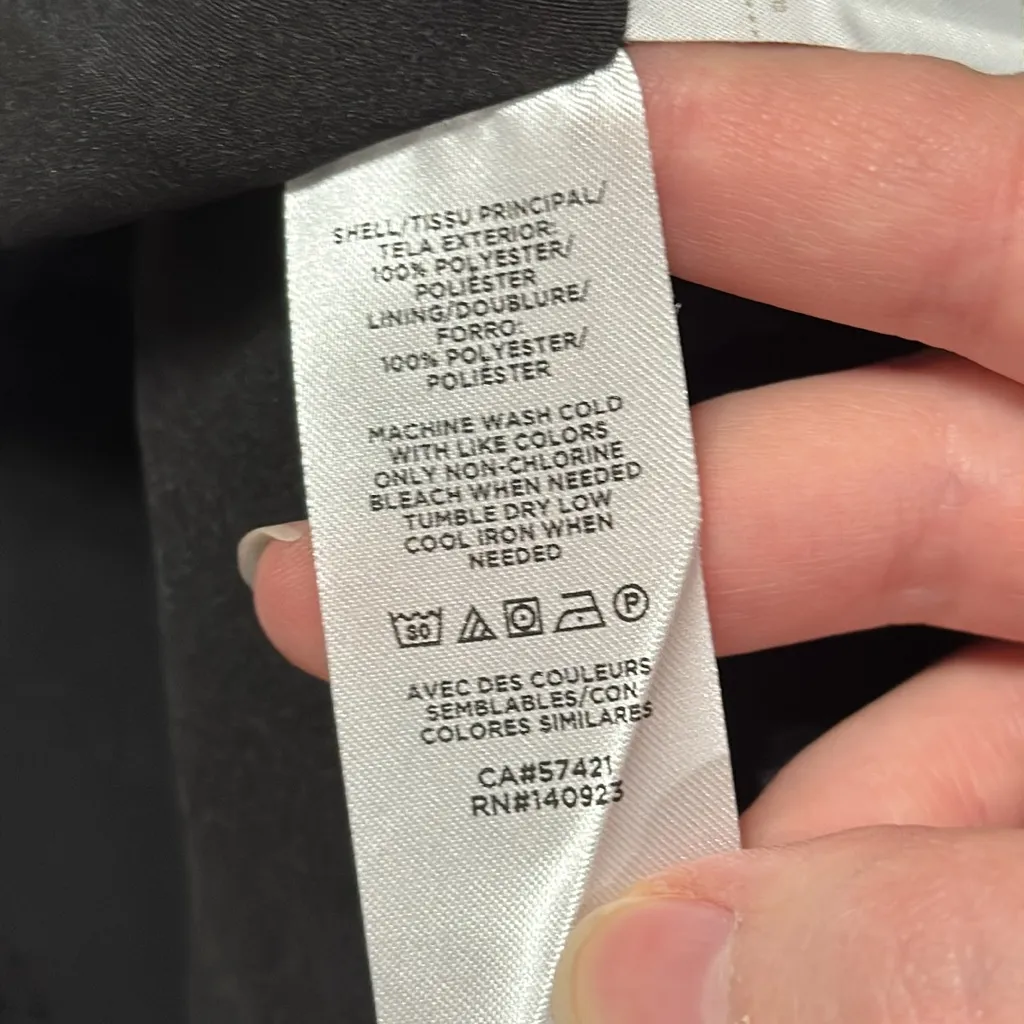 SHELL/TISSU PRINCIPAL/
TELA EXTERIOR:
100% POLYESTER/
POLIÉSTER
LINING/DOUBLURE/
FORRO:
100% POLYESTER/
POLIÉSTER
MACHINE WASH COLD
WITH LIKE COLORS
ONLY NON-CHLORINE
BLEACH WHEN NEEDED
TUMBLE DRY LOW
COOL IRON WHEN
NEEDED
30 P
AVEC DES COULEURS
SEMBLABLES/CON
COLORES SIMILARES
CA#57421
RN#140923